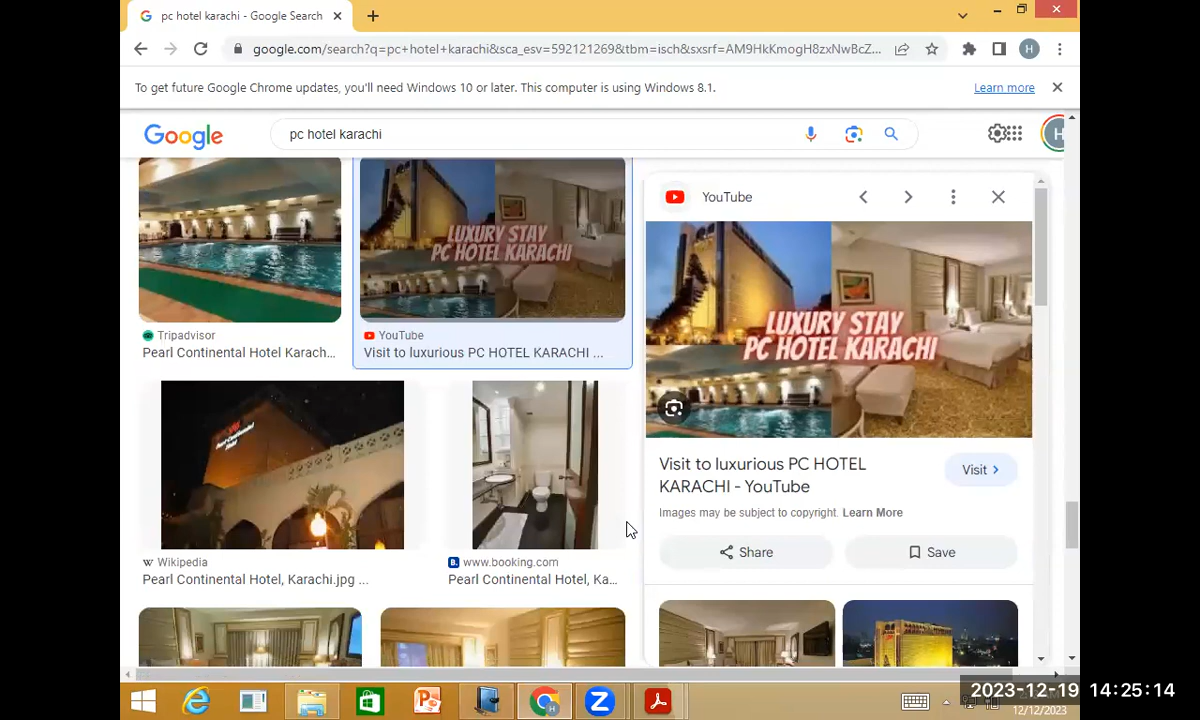 pc hotel karachi - Google Search
google.com/search?q=pc+hotel+karachi&sca_esv=592121269&tbm=isch&sxsrf=AM9HkKmogH8zxNwBcZ...
H
To get future Google Chrome updates, you'll need Windows 10 or later. This computer is using Windows 8.1.
Learn more
Google
pc hotel karachi
H
YouTube
LUXURY STAY
PC HOTEL KARACHI
LUXURY STAY
PC HOTEL KARACHI
Tripadvisor
Pearl Continental Hotel Karach...
YouTube
Visit to luxurious PC HOTEL KARACHI ...
Visit to luxurious PC HOTEL
KARACHI - YouTube
Visit
Images may be subject to copyright. Learn More
Share
Save
Pearl Continental
Hotel
W Wikipedia
Pearl Continental Hotel, Karachi.jpg ...
B. www.booking.com
Pearl Continental Hotel, Ka...
2023-12-19 14:25:14
12/12/2023